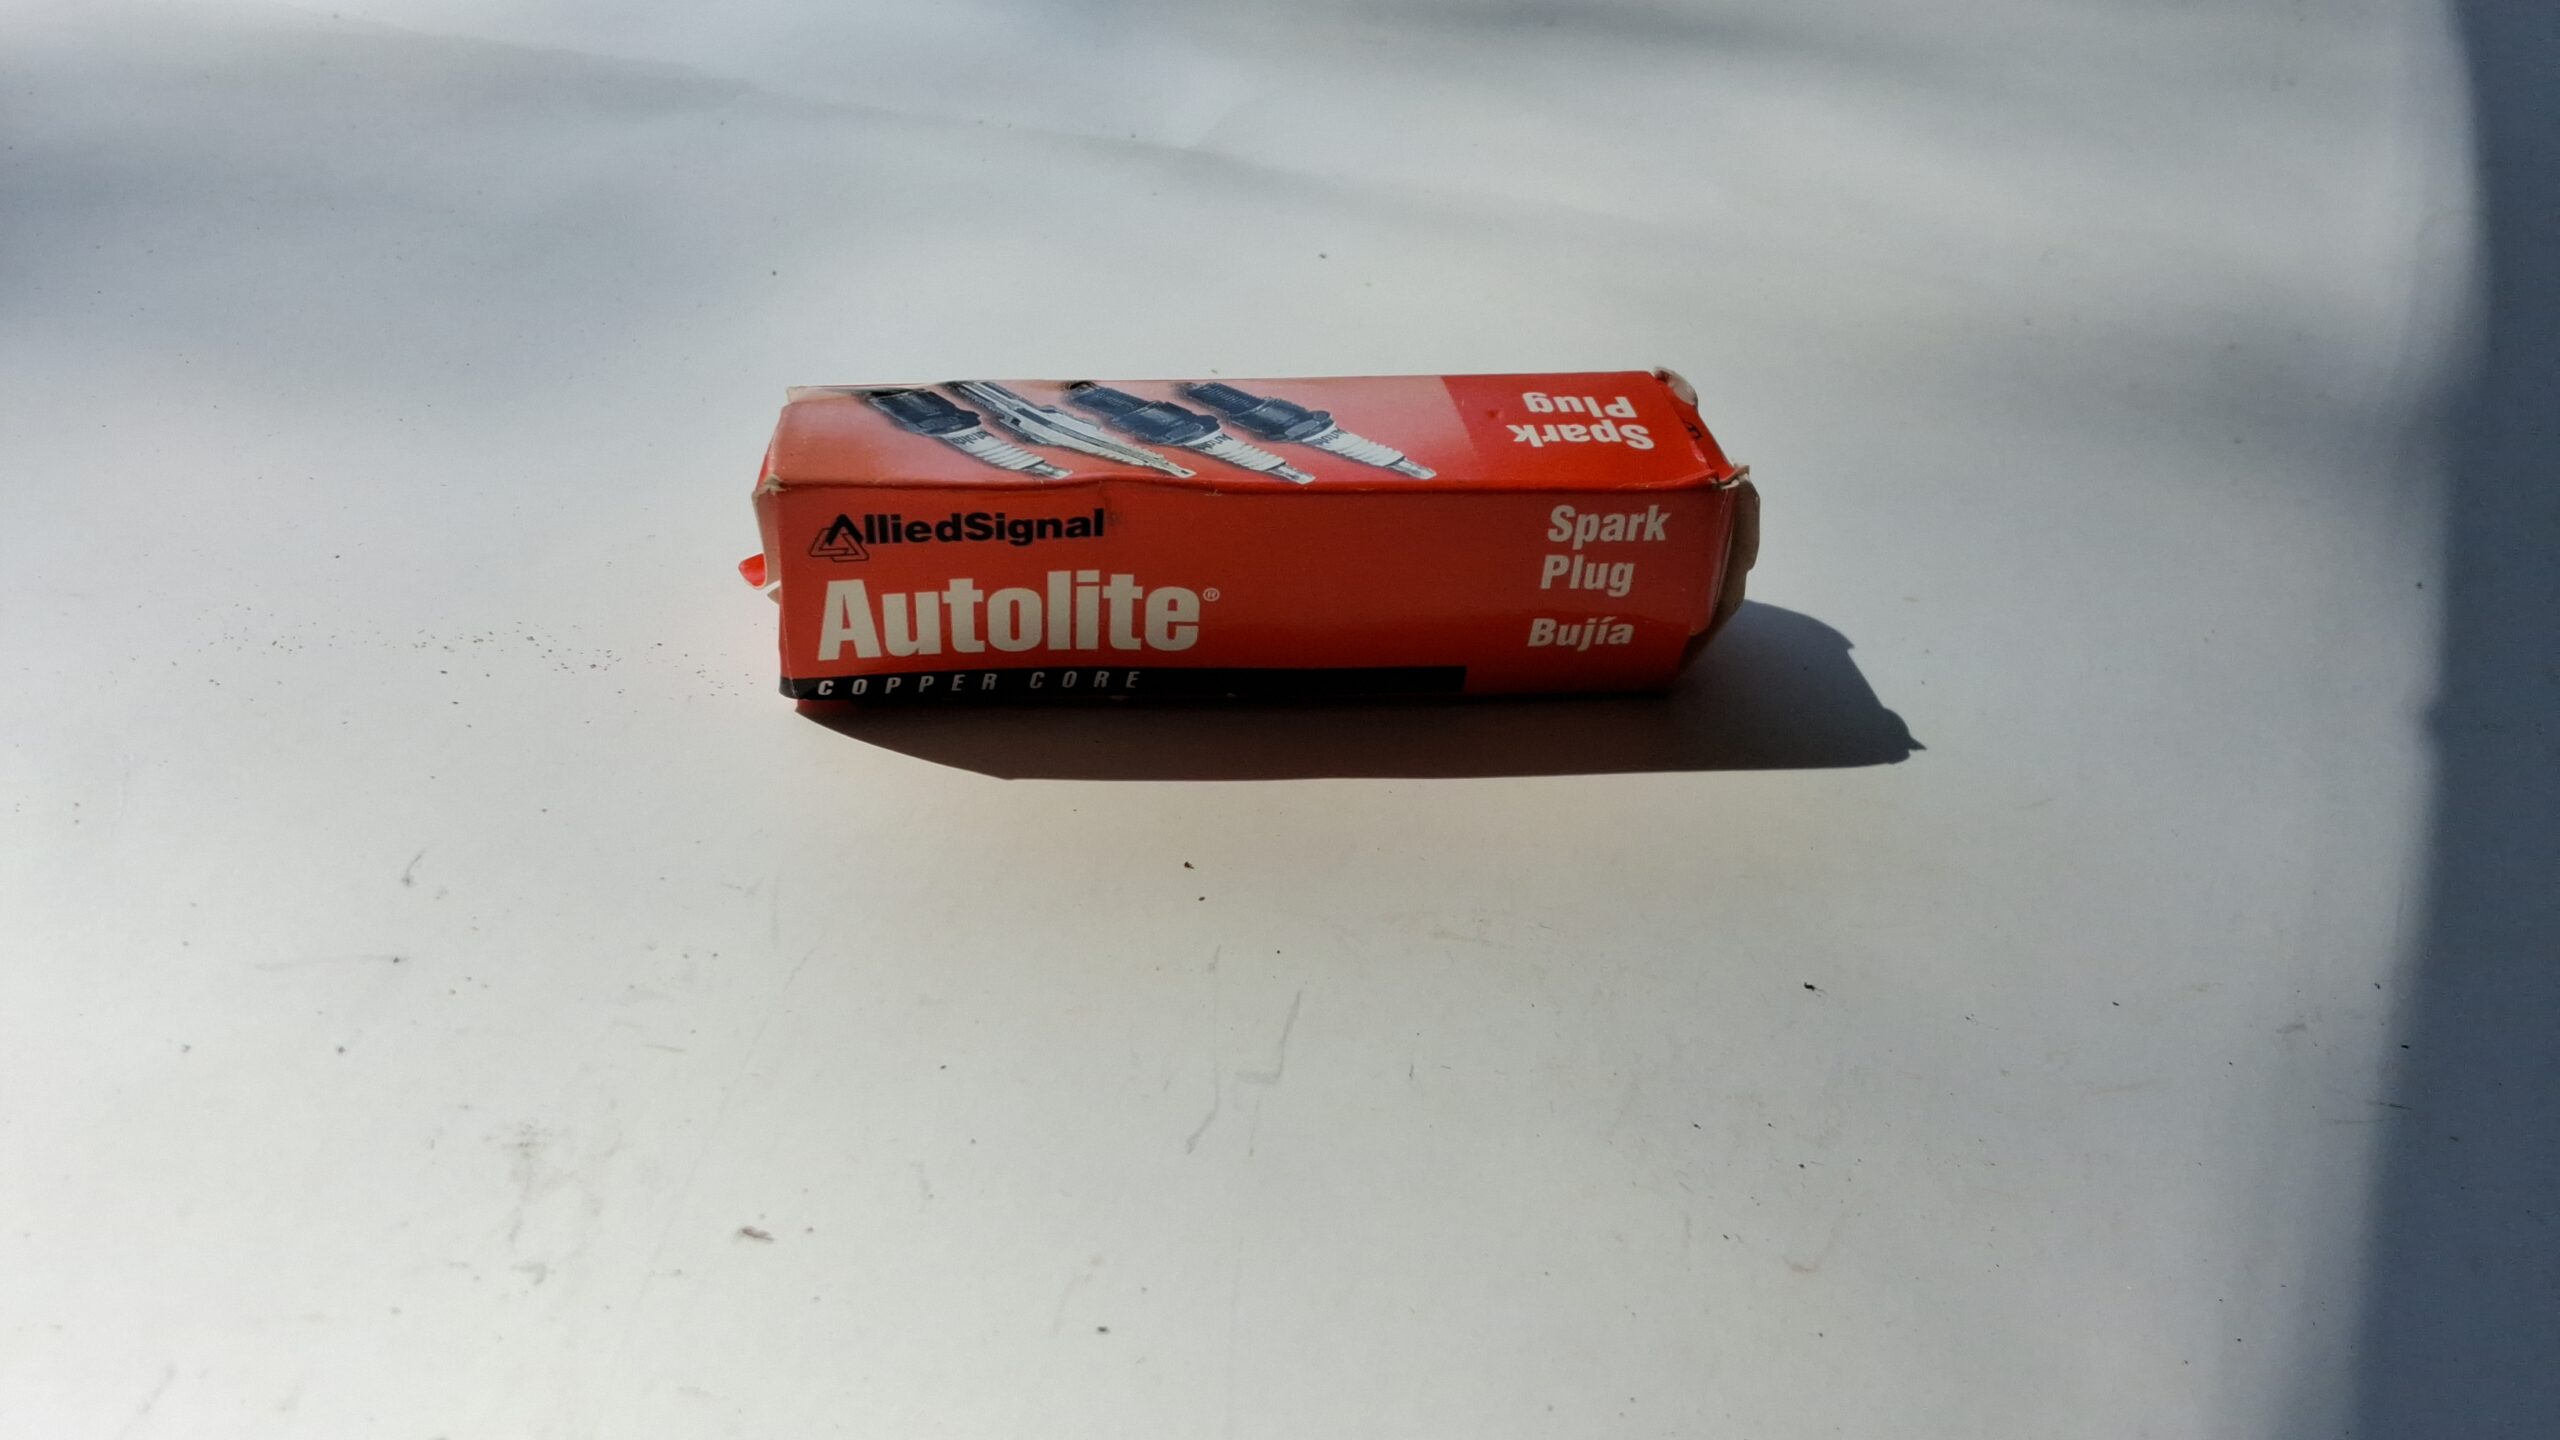 Spark
Plug
AlliedSignal
Autolite®
COPPER CORE
Spark
Plug
Bujía